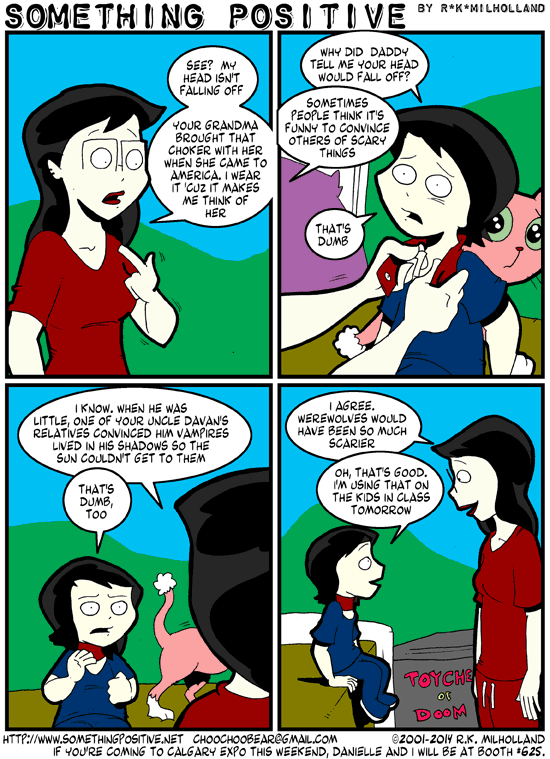 SOMETHING POSITIVE BY R*K*MILHOLLAND
SEE? MY
HEAD ISN'T
FALLING OFF
YOUR GRANDMA
BROUGHT THAT
CHOKER WITH HER
WHEN SHE CAME TO
AMERICA. I WEAR
IT 'CUZ IT MAKES
ME THINK OF
HER
WHY DID DADDY
TELL ME YOUR HEAD
WOULD FALL OFF?
SOMETIMES
PEOPLE THINK IT'S
FUNNY TO CONVINCE
OTHERS OF SCARY
THINGS
THAT'S
DUMB
I KNOW. WHEN HE WAS
LITTLE, ONE OF YOUR UNCLE DAVAN'S
RELATIVES CONVINCED HIM VAMPIRES
LIVED IN HIS SHADOWS SO THE
SUN COULDN'T GET TO THEM
THAT'S
DUMB,
TOO
I AGREE.
WEREWOLVES WOULD
HAVE BEEN SO MUCH
SCARIER
OH, THAT'S GOOD.
I'M USING THAT ON
THE KIDS IN CLASS
TOMORROW
TOYCHE
OF
DOOM
HTTP://WWW.SOMETHINGPOSITIVE.NET CHOOCHOOBEAR@GMAIL.COM ©2001-2014 R.K. MILHOLLAND
IF YOU'RE COMING TO CALGARY EXPO THIS WEEKEND, DANIELLE AND I WILL BE AT BOOTH #625.